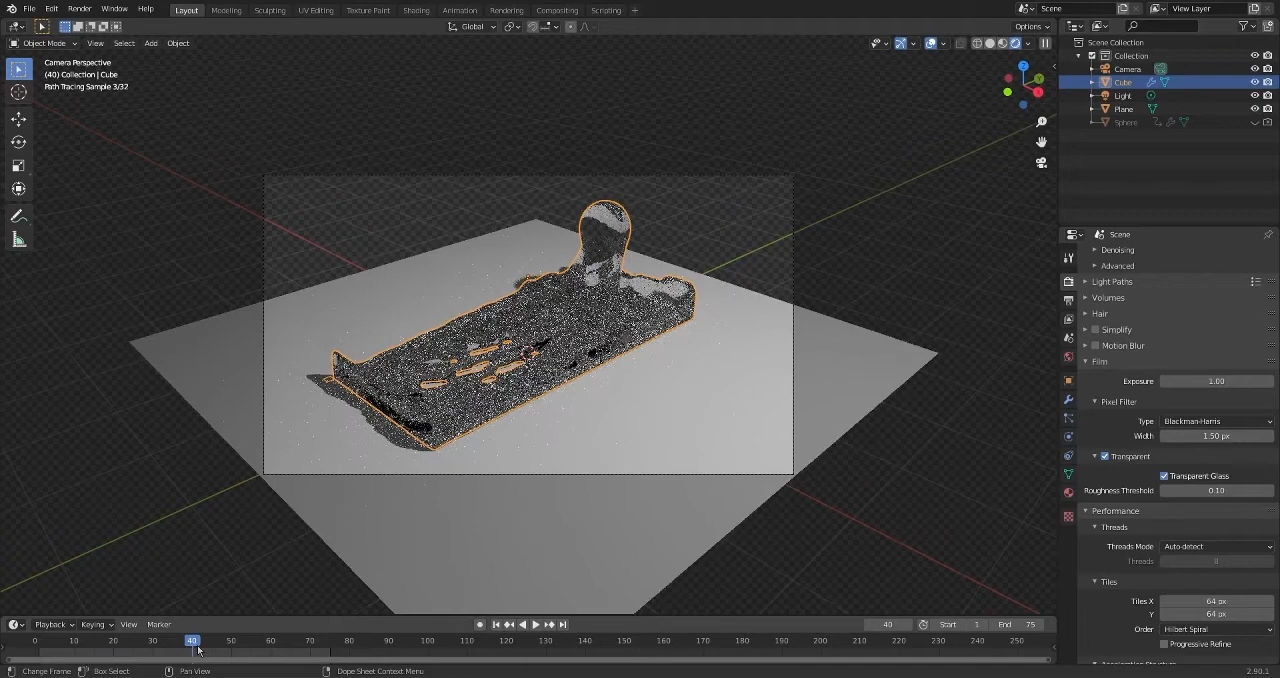 File Edit Render Window Help Layout Modeling Sculpting UV Editing Texture Paint Shading Animation Rendering Compositing Scripting + Scene View Layer
Global Options
Object Mode View Select Add Object
Camera Perspective
(40) Collection | Cube
Path Tracing Sample 3/32
Z
Y
X
Scene Collection
Collection
Camera
Cube
Light
Plane
Sphere
Scene
Denoising
Advanced
Light Paths
Volumes
Hair
Simplify
Motion Blur
Film
Exposure 1.00
Pixel Filter
Type Blackman-Harris
Width 1.50 px
Transparent
Transparent Glass
Roughness Threshold 0.10
Performance
Threads
Threads Mode Auto-detect
Threads 8
Tiles
Tiles X 64 px
Y 64 px
Order Hilbert Spiral
Progressive Refine
Playback Keying View Marker 40 Start 1 End 75
0 10 20 30 40 50 60 70 80 90 100 110 120 130 140 150 160 170 180 190 200 210 220 230 240 250
Change Frame Box Select Pan View Dope Sheet Context Menu 2.90.1